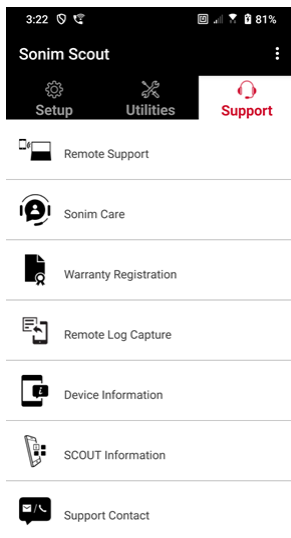 3:22 81%
Sonim Scout
Setup Utilities Support
Remote Support
Sonim Care
Warranty Registration
Remote Log Capture
Device Information
SCOUT Information
Support Contact